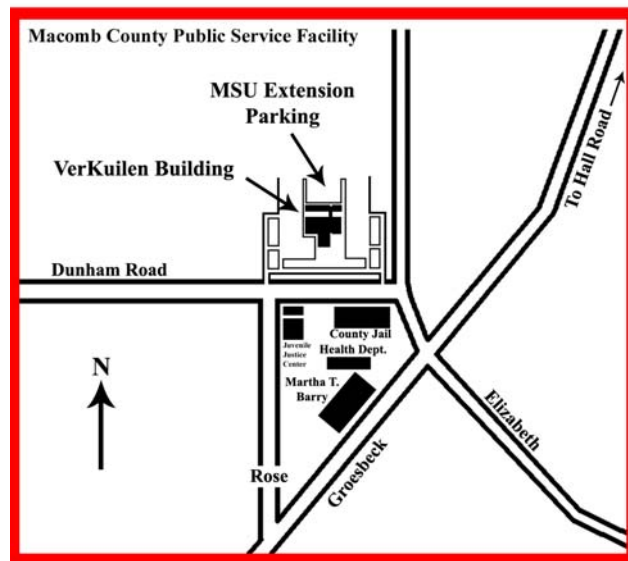 Macomb County Public Service Facility
MSU Extension
Parking
VerKuilen Building
To Hall Road
Dunham Road
County Jail
Juvenile
Justice
Center
Health Dept.
Martha T.
Barry
N
Elizabeth
Groesbeck
Rose